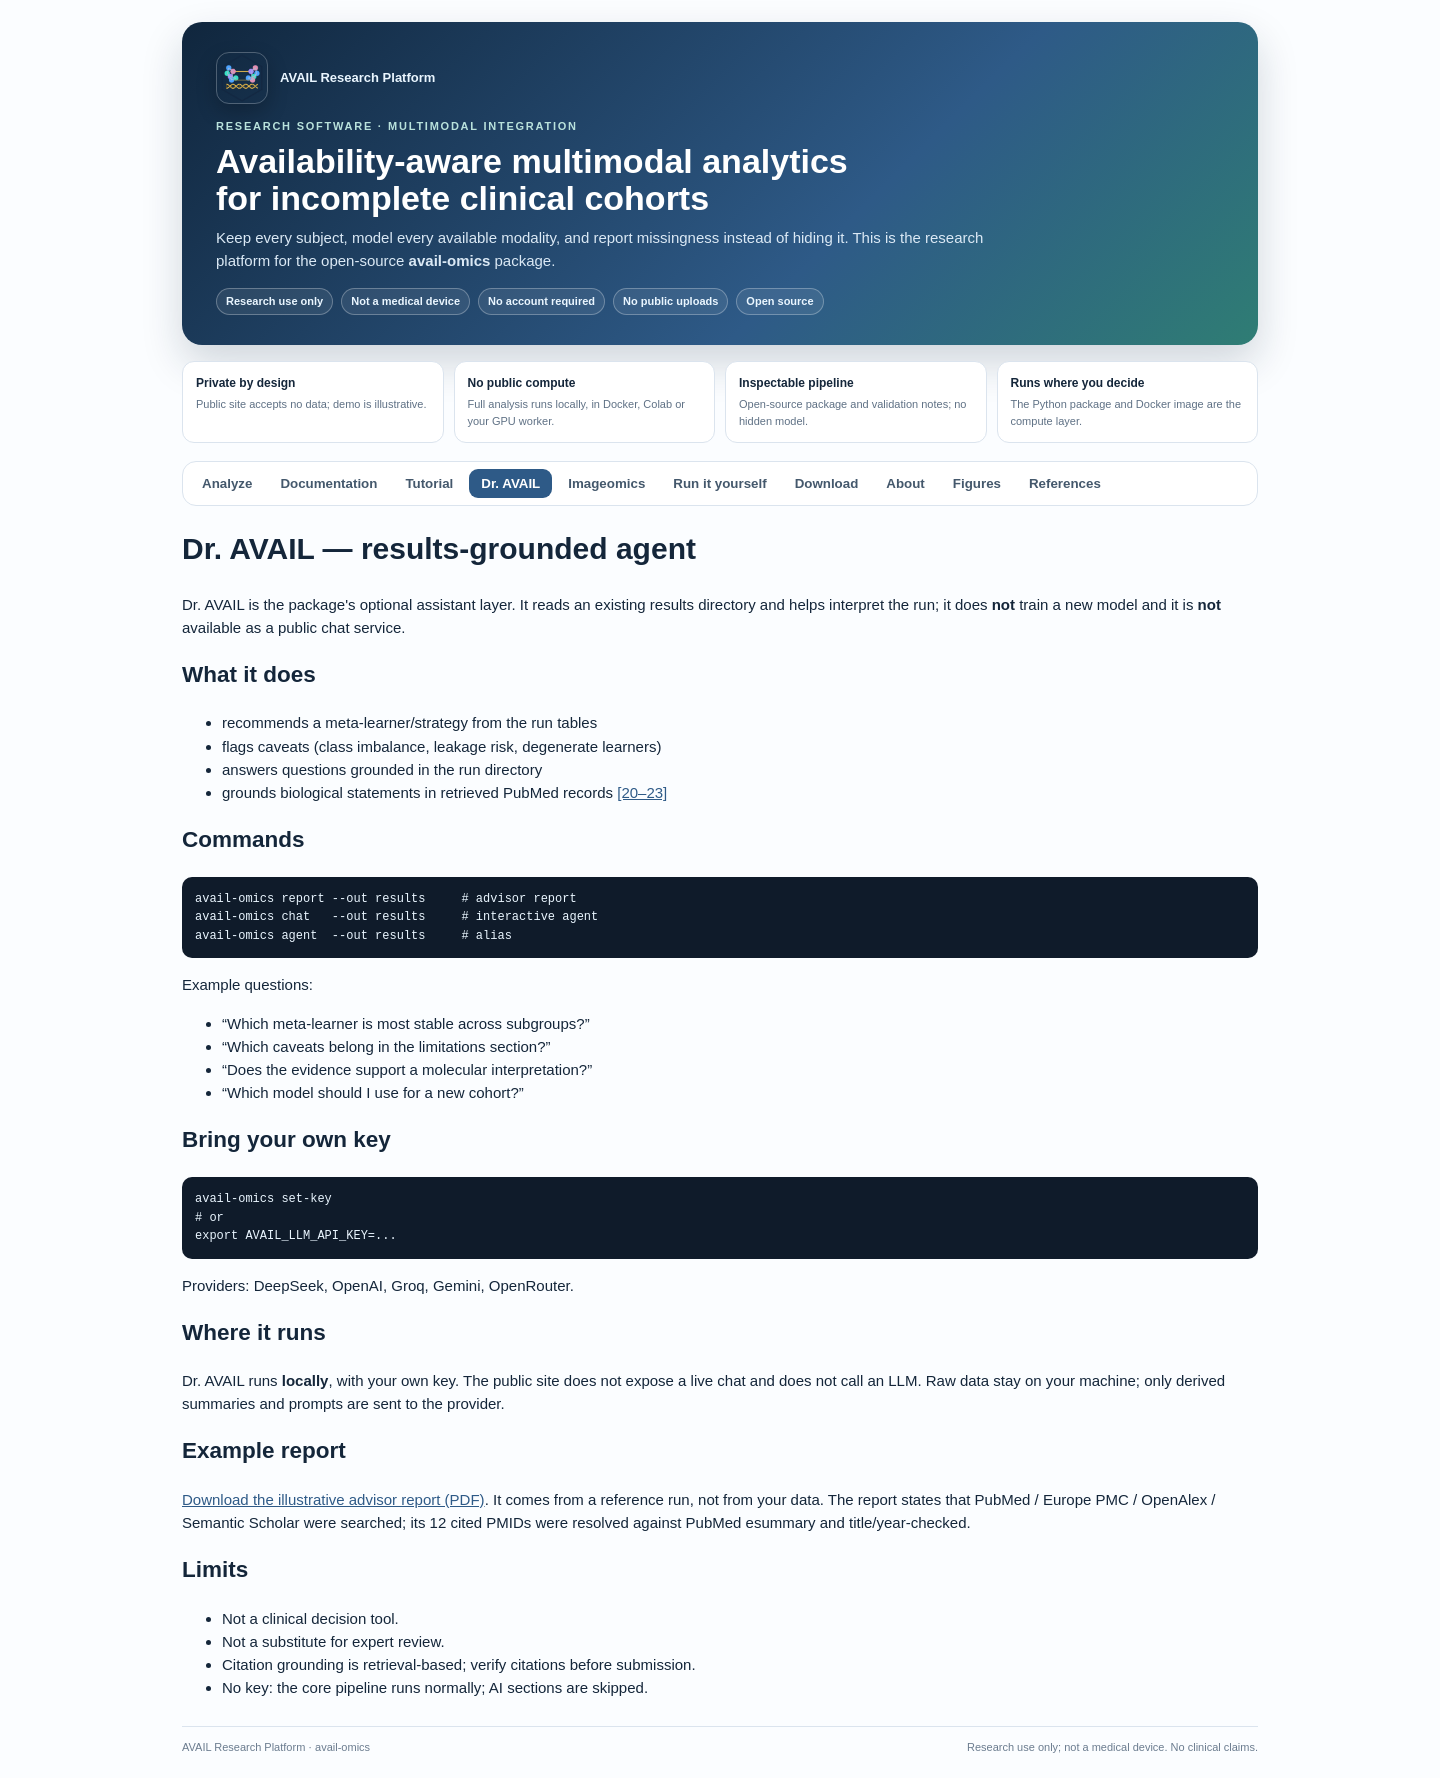 AVAIL Research Platform
RESEARCH SOFTWARE · MULTIMODAL INTEGRATION
Availability-aware multimodal analytics
for incomplete clinical cohorts
Keep every subject, model every available modality, and report missingness instead of hiding it. This is the research
platform for the open-source avail-omics package.
Research use only Not a medical device No account required No public uploads Open source
Private by design
Public site accepts no data; demo is illustrative.
No public compute
Full analysis runs locally, in Docker, Colab or
your GPU worker.
Inspectable pipeline
Open-source package and validation notes; no
hidden model.
Runs where you decide
The Python package and Docker image are the
compute layer.
Analyze Documentation Tutorial Dr. AVAIL Imageomics Run it yourself Download About Figures References
Dr. AVAIL — results-grounded agent
Dr. AVAIL is the package's optional assistant layer. It reads an existing results directory and helps interpret the run; it does not train a new model and it is not
available as a public chat service.
What it does
• recommends a meta-learner/strategy from the run tables
• flags caveats (class imbalance, leakage risk, degenerate learners)
• answers questions grounded in the run directory
• grounds biological statements in retrieved PubMed records [20–23]
Commands
avail-omics report --out results     # advisor report
avail-omics chat   --out results     # interactive agent
avail-omics agent  --out results     # alias
Example questions:
• “Which meta-learner is most stable across subgroups?”
• “Which caveats belong in the limitations section?”
• “Does the evidence support a molecular interpretation?”
• “Which model should I use for a new cohort?”
Bring your own key
avail-omics set-key
# or
export AVAIL_LLM_API_KEY=...
Providers: DeepSeek, OpenAI, Groq, Gemini, OpenRouter.
Where it runs
Dr. AVAIL runs locally, with your own key. The public site does not expose a live chat and does not call an LLM. Raw data stay on your machine; only derived
summaries and prompts are sent to the provider.
Example report
Download the illustrative advisor report (PDF). It comes from a reference run, not from your data. The report states that PubMed / Europe PMC / OpenAlex /
Semantic Scholar were searched; its 12 cited PMIDs were resolved against PubMed esummary and title/year-checked.
Limits
• Not a clinical decision tool.
• Not a substitute for expert review.
• Citation grounding is retrieval-based; verify citations before submission.
• No key: the core pipeline runs normally; AI sections are skipped.
AVAIL Research Platform · avail-omics
Research use only; not a medical device. No clinical claims.